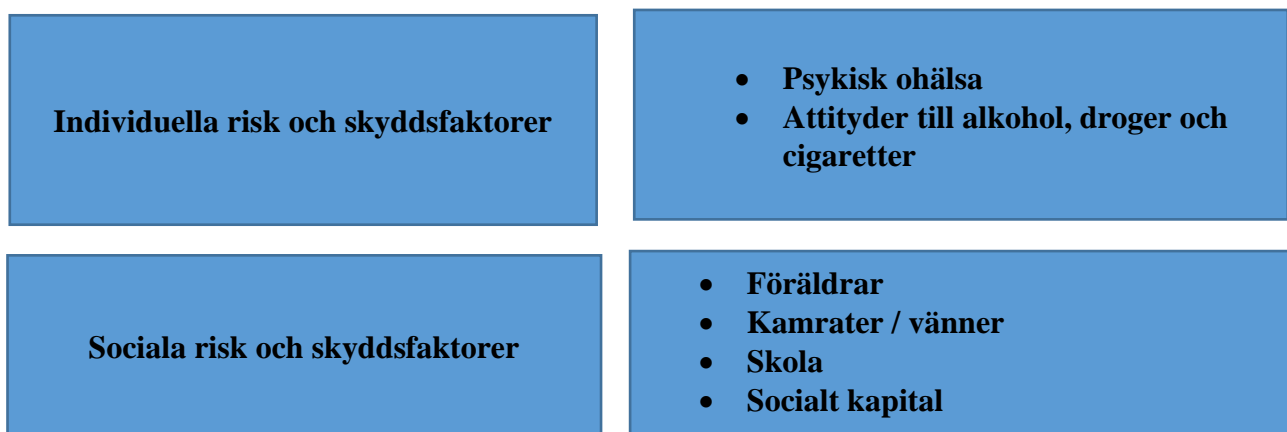 Individuella risk och skyddsfaktorer
• Psykisk ohälsa
• Attityder till alkohol, droger och
cigaretter
Sociala risk och skyddsfaktorer
• Föräldrar
• Kamrater / vänner
• Skola
• Socialt kapital